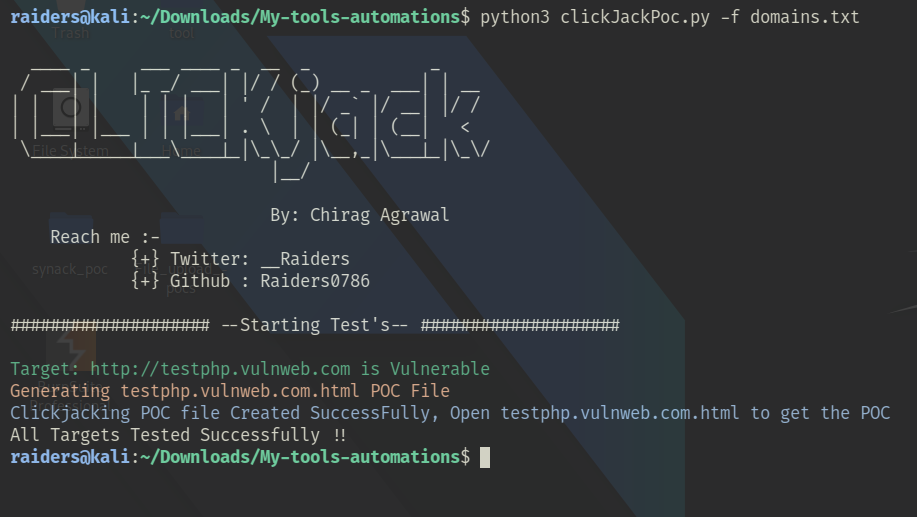 raiders@kali:~/Downloads/My-tools-automations$ python3 clickJackPoc.py -f domains.txt
Trash
tool
ClickJack
File System
Home
By: Chirag Agrawal
Reach me :-
synack_poc
{+} Twitter: __Raiders
{+} Github : Raiders0786
pocs
#################### --Starting Test's-- ####################
Target: http://testphp.vulnweb.com is Vulnerable
Generating testphp.vulnweb.com.html POC File
Clickjacking POC file Created SuccessFully, Open testphp.vulnweb.com.html to get the POC
All Targets Tested Successfully !!
raiders@kali:~/Downloads/My-tools-automations$